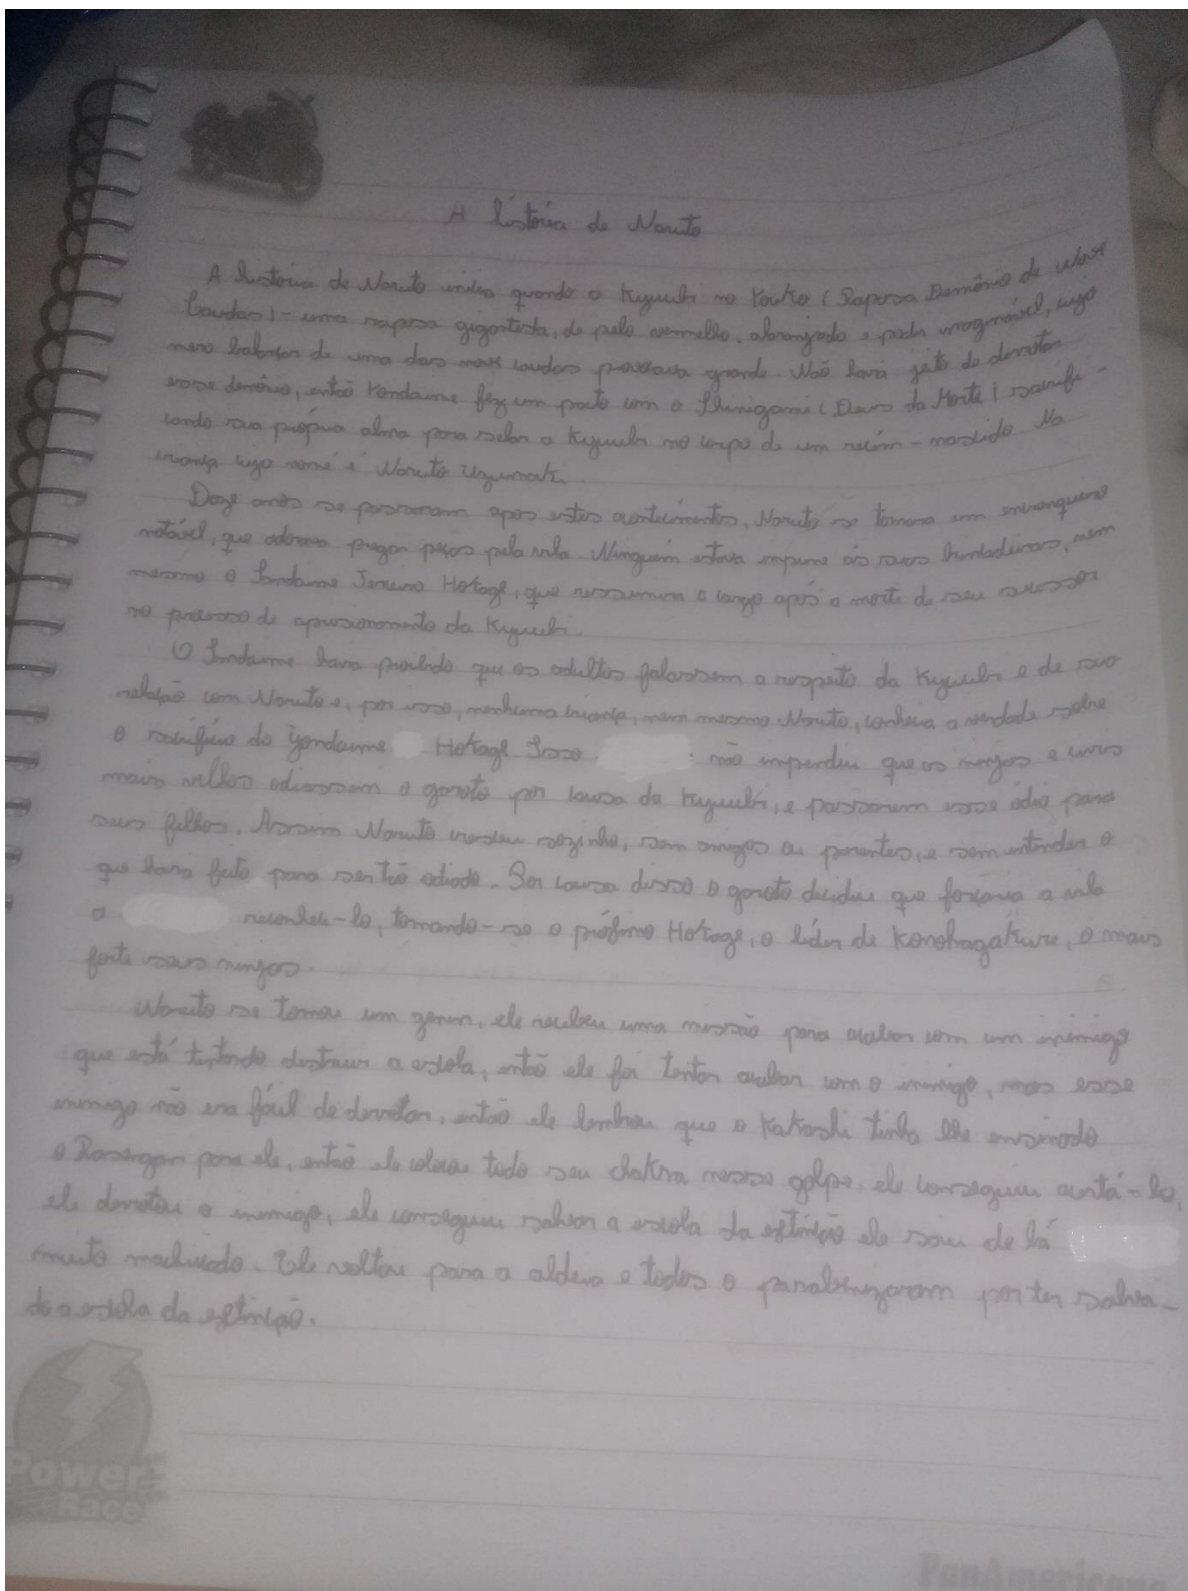 A história de Naruto
A história de Naruto inicia quando o Kyuubi no Youko (Raposa Demônio de Nove
Caudas) - uma raposa gigantesca, de pelo vermelho, alaranjado e poder imaginável, cujo
mero balançar de uma das nove caudas passava grande. Não havia jeito de derrotar
esse demônio, então Yondaime fez um pacto com o Shinigami (Deus da Morte) sacrifi-
cando sua própria alma para selar a Kyuubi no corpo de um recém-nascido
criança cujo nome é Naruto Uzumaki.
Doze anos se passaram após estes acontecimentos. Naruto se tornara um encrenqueiro
notável, que adorava pregar peças pela vila. Ninguém estava impune às suas brincadeiras, nem
mesmo o Sandaime Hokage, que reassumira o cargo após a morte de seu sucessor
no processo de aprisionamento da Kyuubi.
O Sandaime havia proibido que os adultos falassem a respeito da Kyuubi e de sua
relação com Naruto e, por isso, nenhuma criança, nem mesmo Naruto, conhecia a verdade sobre
o sacrifício do Yondaime Hokage. Isso não impediu que os ninjas e civis
mais velhos odiassem o garoto por causa da Kyuubi, e passarem esse ódio para
seus filhos. Assim Naruto cresceu sozinho, sem amigos ou parentes, e sem entender o
que havia feito para ser tão odiado. Por causa disso o garoto decidiu que forçaria a vila
a reconhecê-lo, tornando-se o próximo Hokage, o líder de Konohagakure, o mais
forte seus ninjas.
Naruto se tornou um genin, ele recebeu uma missão para acabar com um inimigo
que está tentando destruir a escola, então ele foi tentar acabar com o inimigo, mas esse
inimigo não era fácil de derrotar, então ele lembrou que o Kakashi tinha lhe ensinado
o Rasengan para ele, então ele colocou todo seu chakra nesse golpe, ele conseguiu acertá-lo,
ele derrotou o inimigo, ele conseguiu salvar a escola da extinção ele saiu de lá
muito machucado. Ele voltou para a aldeia e todos o parabenizaram por ter salva-
do a escola da extinção.
Power
Race
PanAmericana